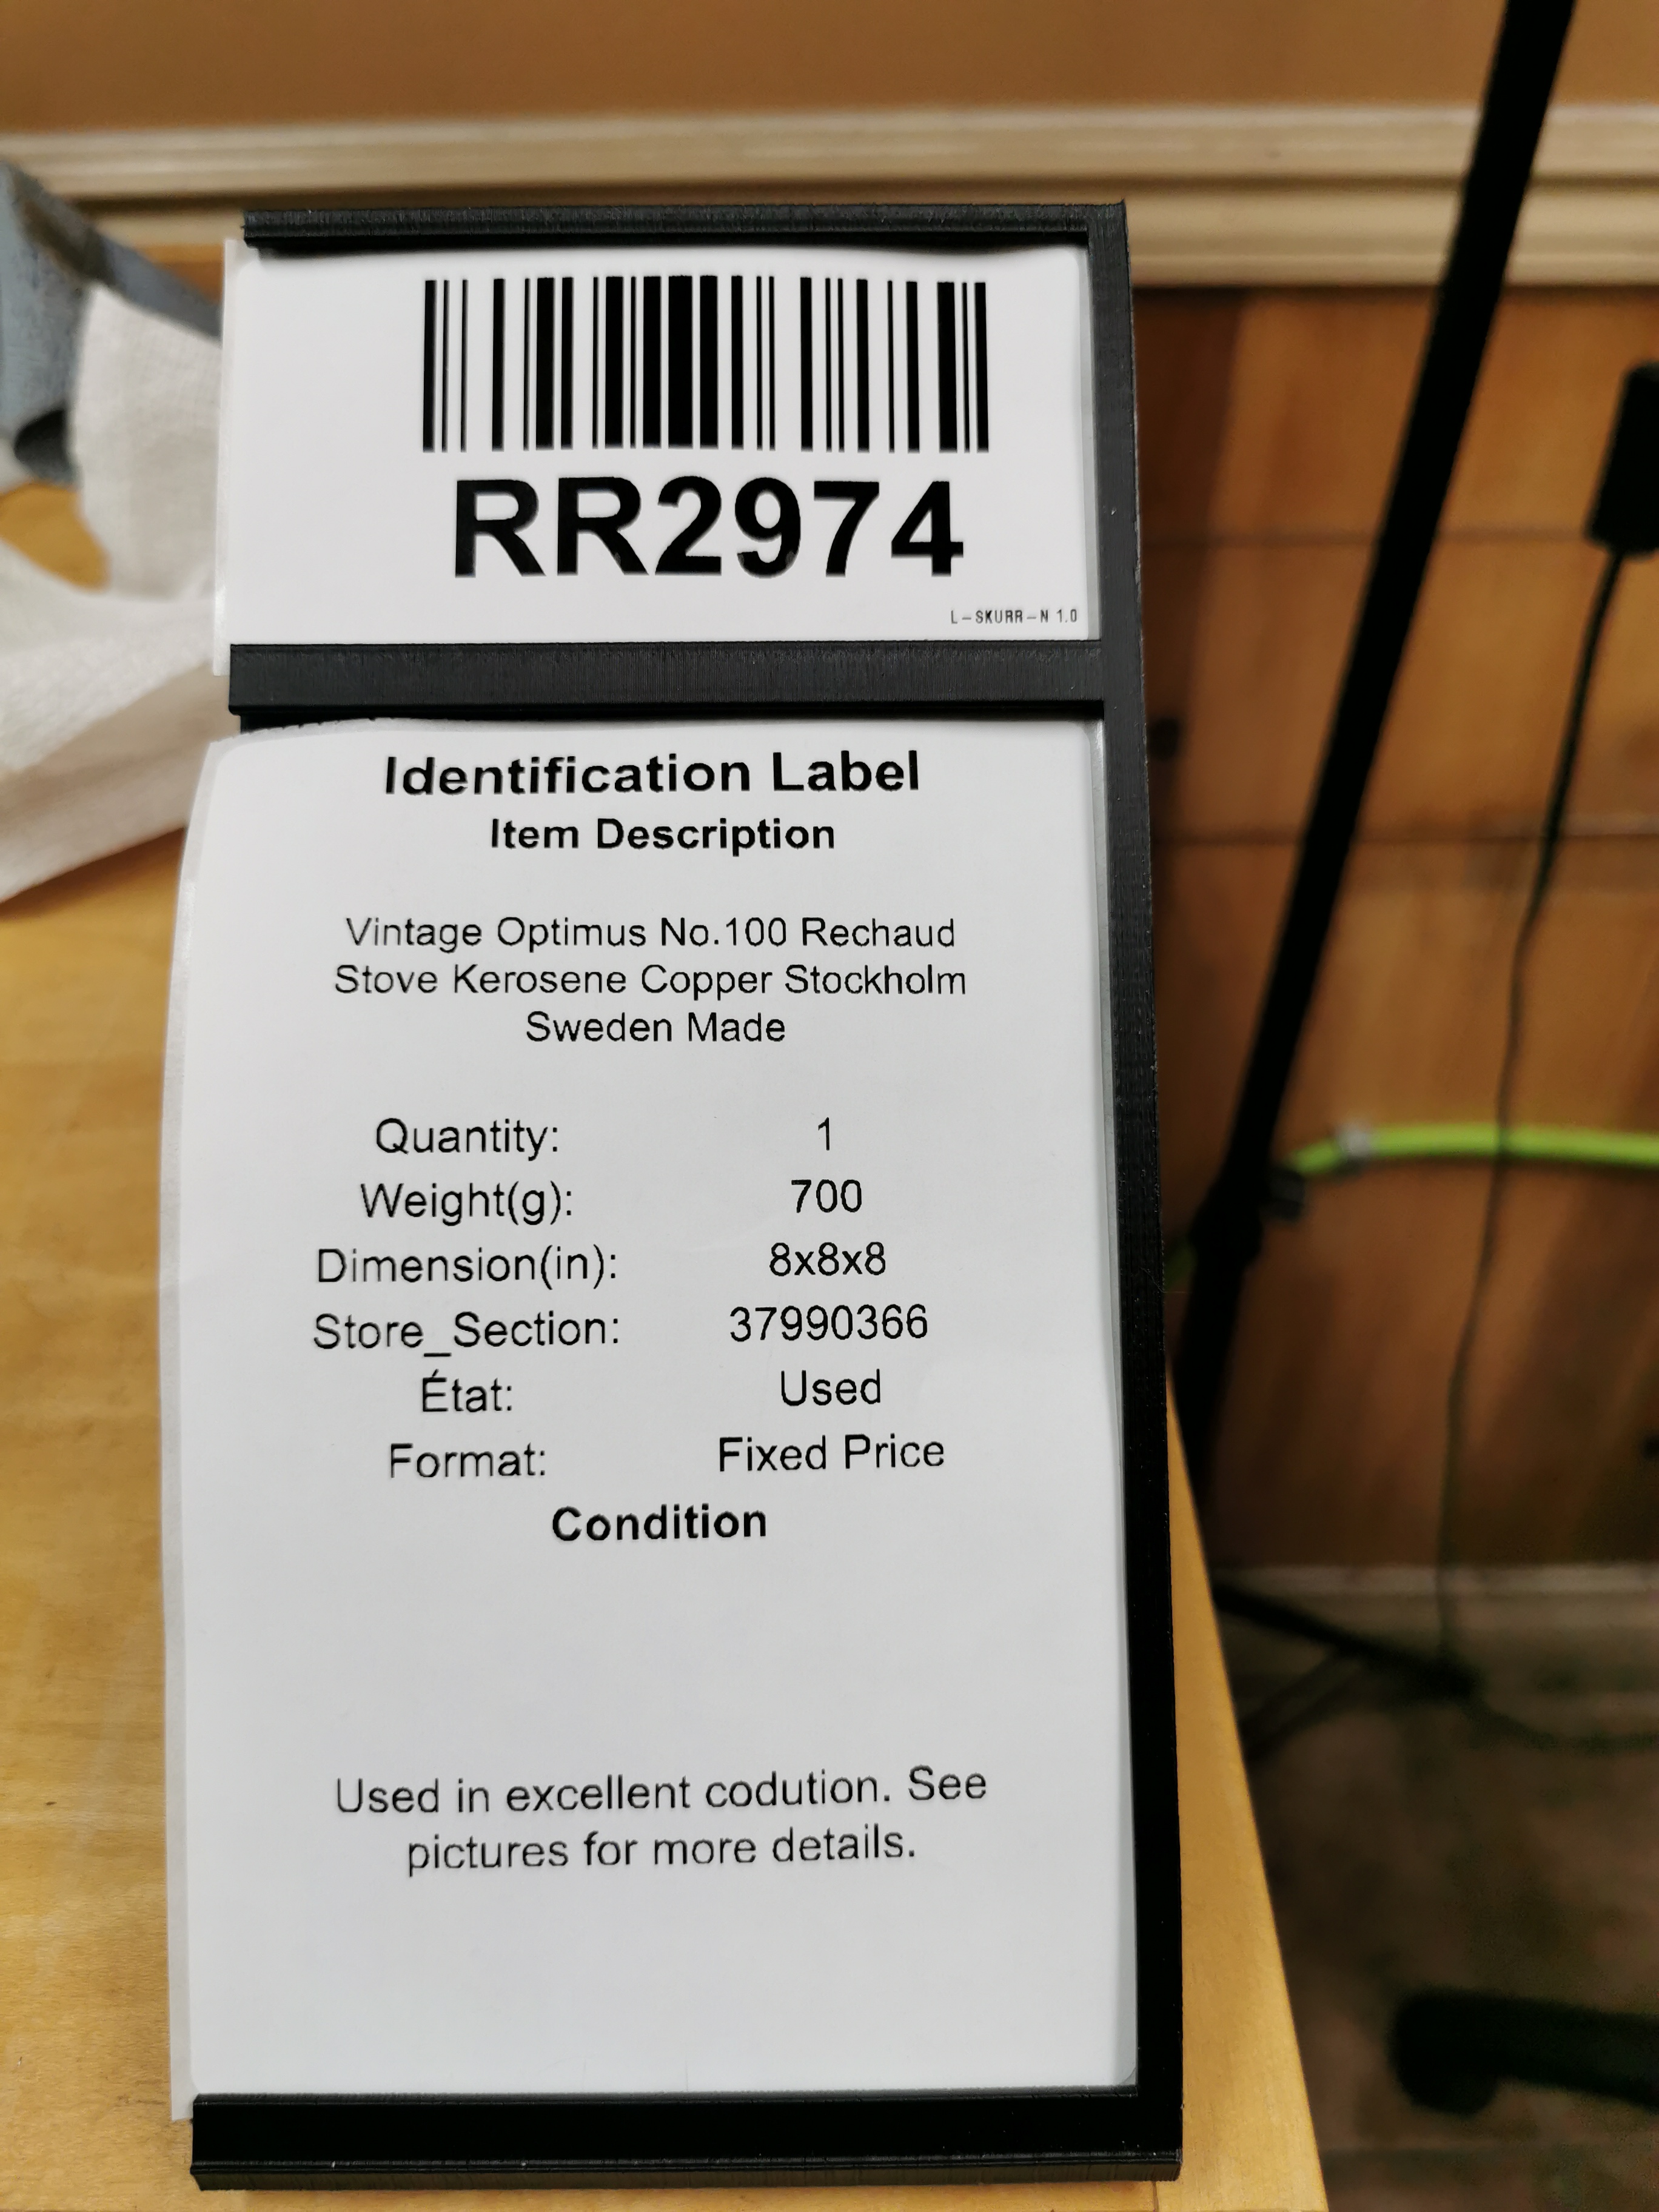 RR2974
L-SKURR-N 1.0
Identification Label
Item Description
Vintage Optimus No.100 Rechaud
Stove Kerosene Copper Stockholm
Sweden Made
Quantity: 1
Weight(g): 700
Dimension(in): 8x8x8
Store_Section: 37990366
État: Used
Format: Fixed Price
Condition
Used in excellent codution. See
pictures for more details.